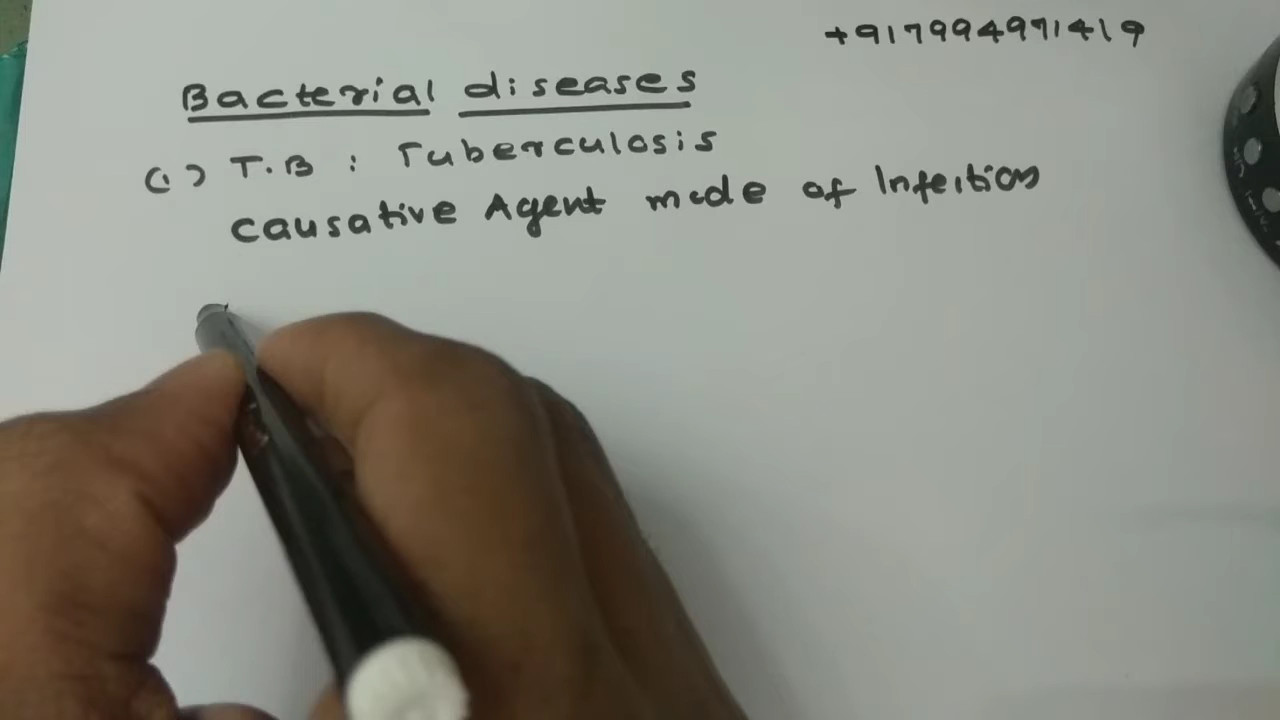 +917994971419
Bacterial diseases
(1) T.B : Tuberculosis
Causative Agent mode of Infection